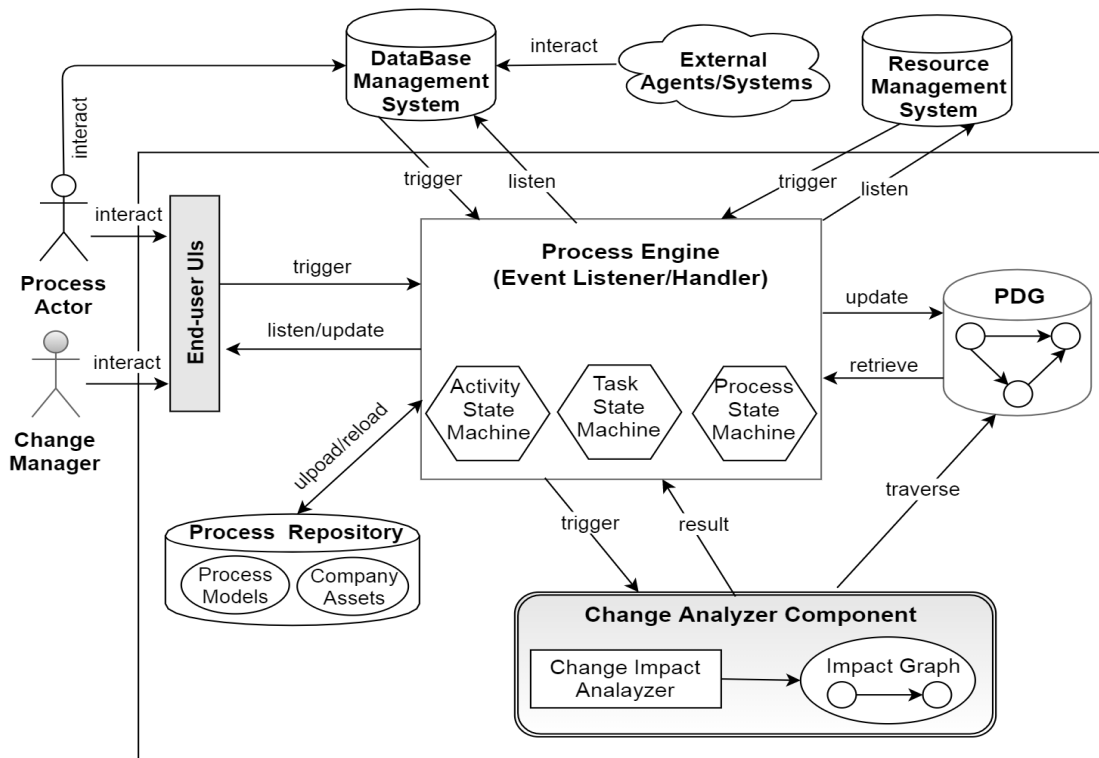 DataBase
Management
System
interact
External
Agents/Systems
Resource
Management
System
interact
trigger
listen
trigger
listen
interact
Process
Actor
End-user UIs
trigger
listen/update
Process Engine
(Event Listener/Handler)
update
PDG
retrieve
interact
Change
Manager
Activity
State
Machine
Task
State
Machine
Process
State
Machine
ulpoad/reload
trigger
result
traverse
Process Repository
Process
Models
Company
Assets
Change Analyzer Component
Change Impact
Analayzer
Impact Graph